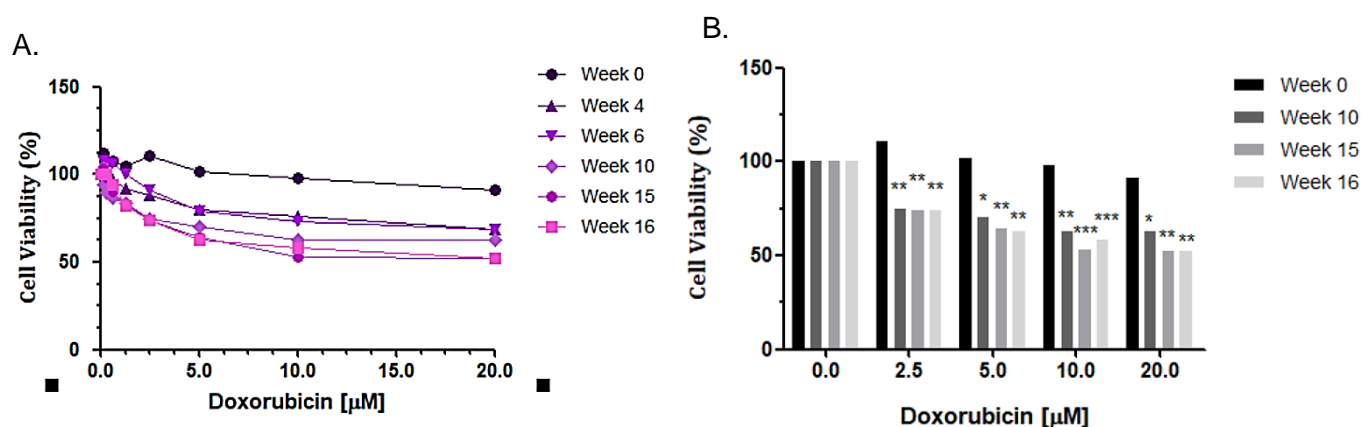 A.
150
100
50
0
Cell Viability (%)
0.0 5.0 10.0 15.0 20.0
Doxorubicin [μM]
Week 0
Week 4
Week 6
Week 10
Week 15
Week 16
B.
150
100
50
0
Cell Viability (%)
** ** **
* ** **
** *** ***
* ** **
0.0 2.5 5.0 10.0 20.0
Doxorubicin [μM]
Week 0
Week 10
Week 15
Week 16